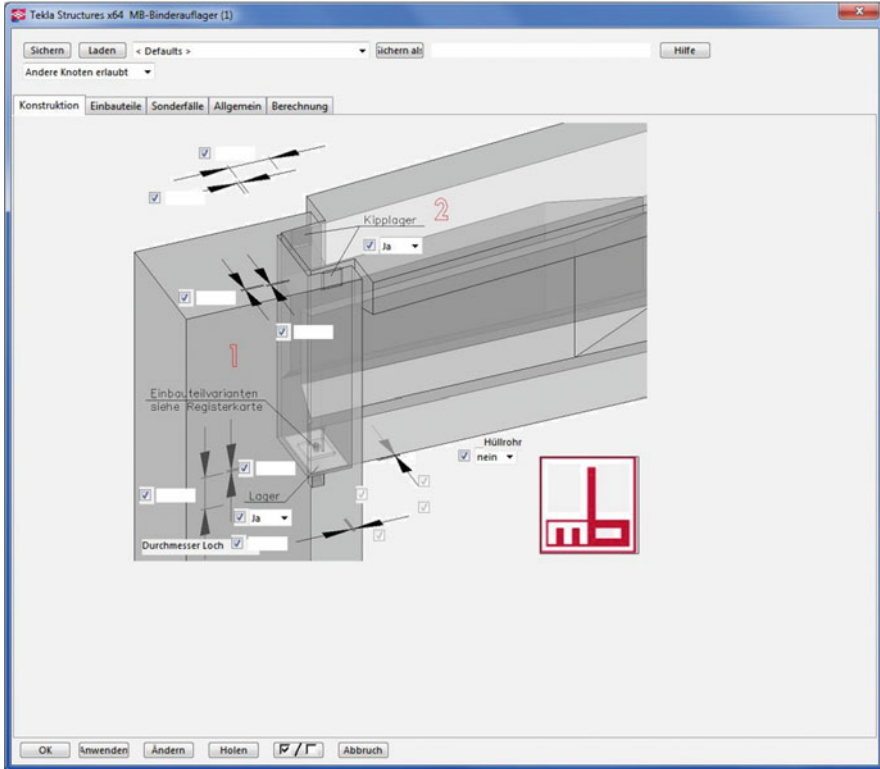 Tekla Structures x64 MB-Binderauflager (1)
Sichern
Laden
< Defaults >
Sichern als
Hilfe
Andere Knoten erlaubt
Konstruktion
Einbauteile
Sonderfälle
Allgemein
Berechnung
Kipplager
2
Ja
1
Einbauteilvarianten
siehe Registerkarte
Hüllrohr
nein
Lager
Ja
Durchmesser Loch
mb
OK
Anwenden
Ändern
Holen
Abbruch